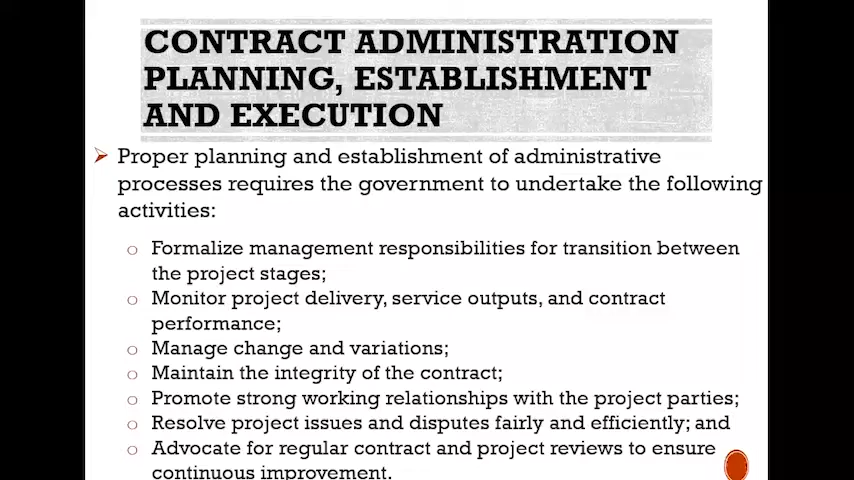 CONTRACT ADMINISTRATION
PLANNING, ESTABLISHMENT
AND EXECUTION
Proper planning and establishment of administrative
processes requires the government to undertake the following
activities:
Formalize management responsibilities for transition between
the project stages;
Monitor project delivery, service outputs, and contract
performance;
Manage change and variations;
Maintain the integrity of the contract;
Promote strong working relationships with the project parties;
Resolve project issues and disputes fairly and efficiently; and
Advocate for regular contract and project reviews to ensure
continuous improvement.